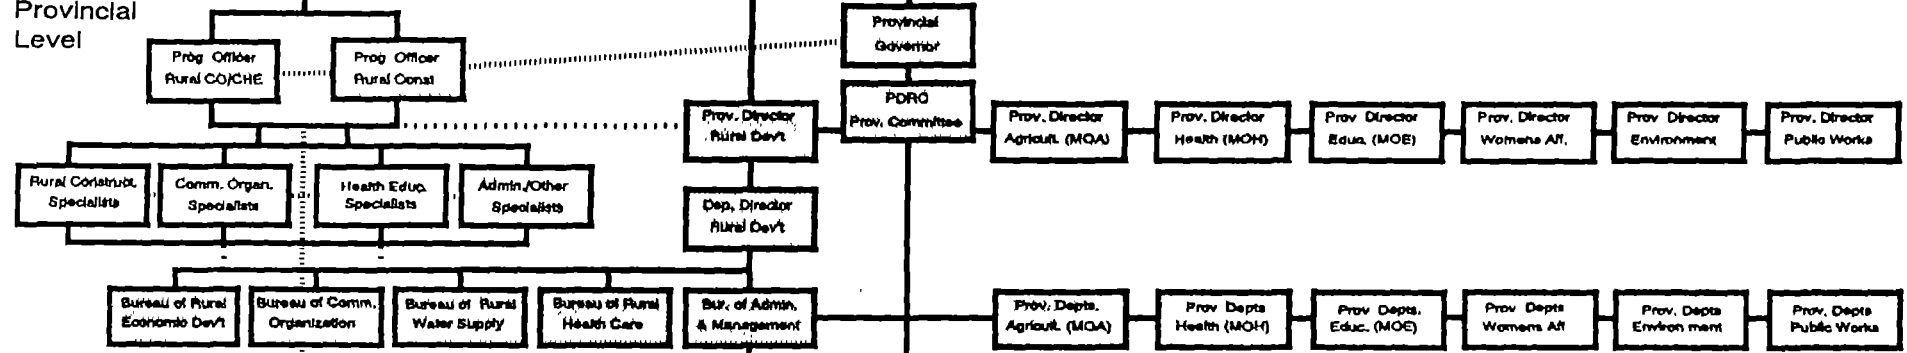 Provincial
Level
Provincial
Governor
Prog Officer
Rural CO/CHE
Prog Officer
Rural Const
PDRC
Prov. Committee
Prov. Director
Rural Dev't
Prov. Director
Agricult. (MOA)
Prov. Director
Health (MOH)
Prov Director
Educ. (MOE)
Prov. Director
Womens Aff.
Prov Director
Environment
Prov. Director
Public Works
Rural Construct.
Specialists
Comm. Organ.
Specialists
Health Educ.
Specialists
Admin./Other
Specialists
Dep. Director
Rural Dev't
Bureau of Rural
Economic Dev't
Bureau of Comm.
Organization
Bureau of Rural
Water Supply
Bureau of Rural
Health Care
Bur. of Admin.
& Management
Prov. Depts.
Agricult. (MOA)
Prov Depts
Health (MOH)
Prov Depts.
Educ. (MOE)
Prov Depts
Womens Aff
Prov. Depts
Environ ment
Prov. Depts
Public Works